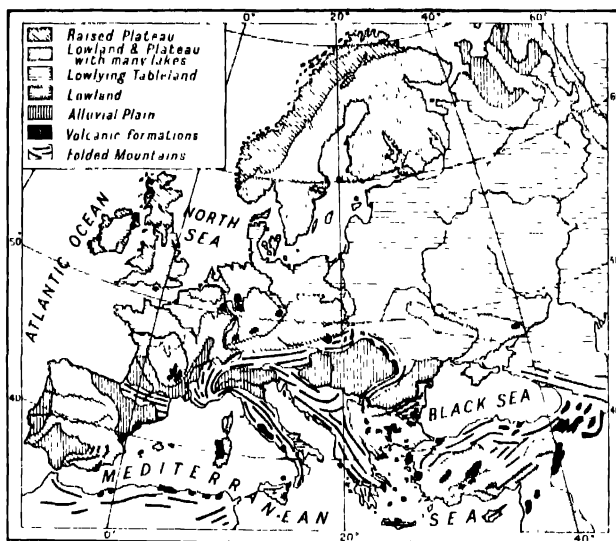 0° 20° 40° 60°
Raised Plateau
Lowland & Plateau
with many lakes
Lowlying Tableland
Lowland
Alluvial Plain
Volcanic formations
Folded Mountains
ATLANTIC OCEAN
NORTH
SEA
50
40
BLACK SEA
MEDITERRANEAN SEA
0° 20° 40°